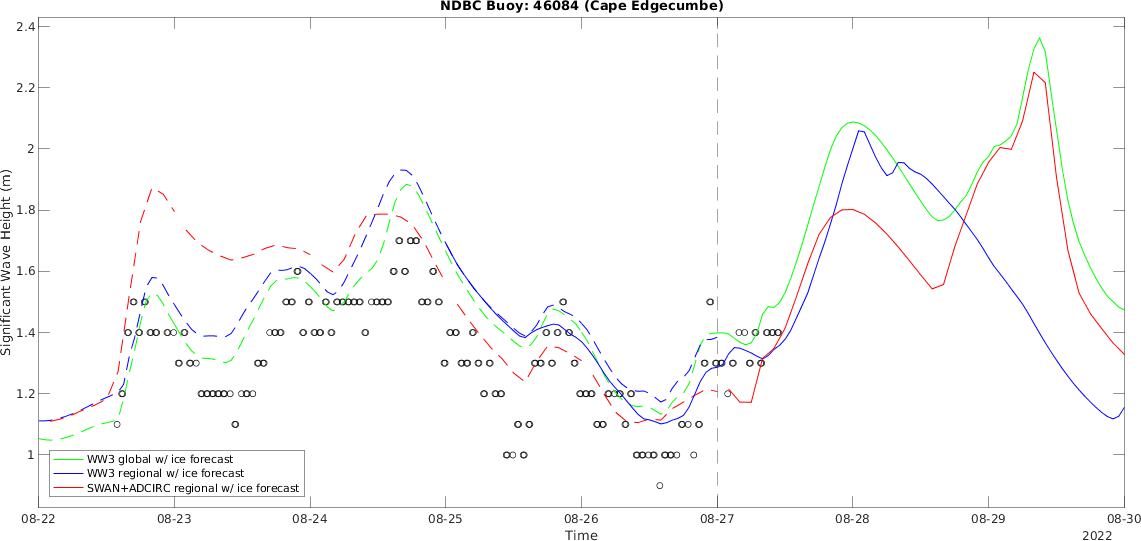 NDBC Buoy: 46084 (Cape Edgecumbe)
Significant Wave Height (m)
2.4
2.2
2
1.8
1.6
1.4
1.2
1
WW3 global w/ ice forecast
WW3 regional w/ ice forecast
SWAN+ADCIRC regional w/ ice forecast
08-22 08-23 08-24 08-25 08-26 08-27 08-28 08-29 08-30
Time
2022